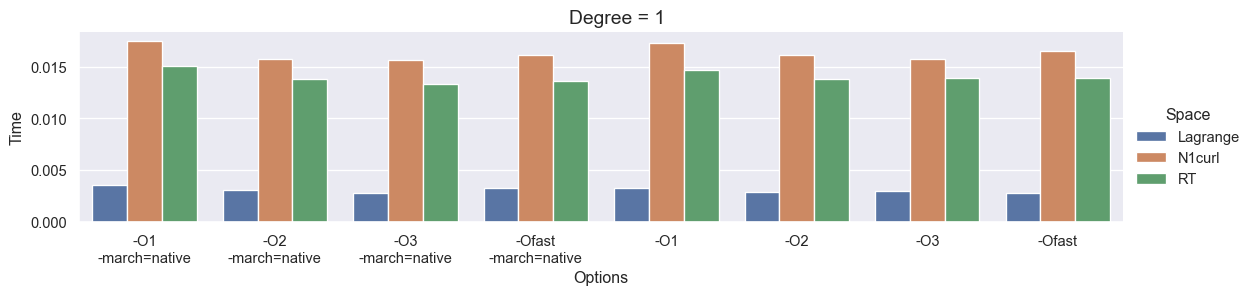 Degree = 1
Time
0.015
0.010
0.005
0.000
-O1
-march=native
-O2
-march=native
-O3
-march=native
-Ofast
-march=native
-O1
-O2
-O3
-Ofast
Options
Space
Lagrange
N1curl
RT